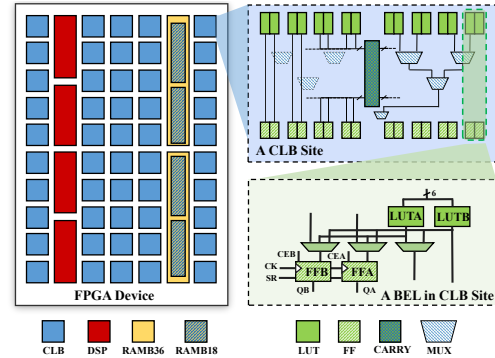 A CLB Site
6
LUTA
LUTB
CEB
CEA
CK
FFB
FFA
SR
QB
QA
A BEL in CLB Site
FPGA Device
CLB
DSP
RAMB36
RAMB18
LUT
FF
CARRY
MUX